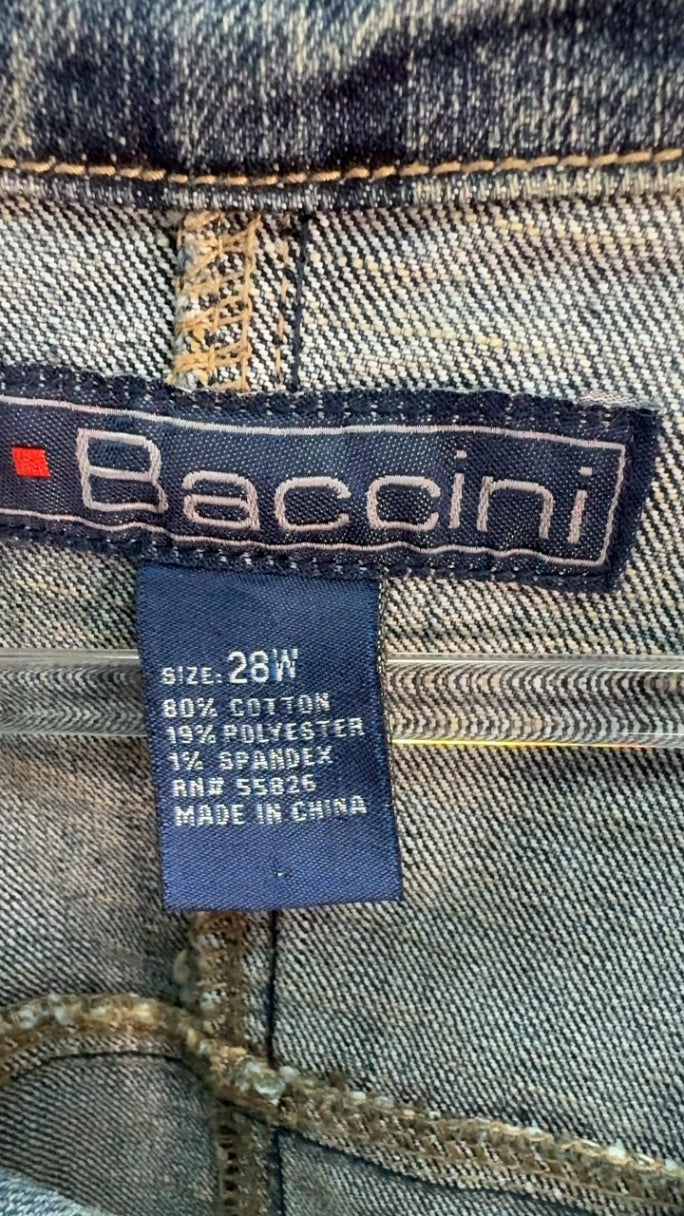 Baccini
SIZE: 28W
80% COTTON
19% POLYESTER
1% SPANDEX
RN# 55826
MADE IN CHINA